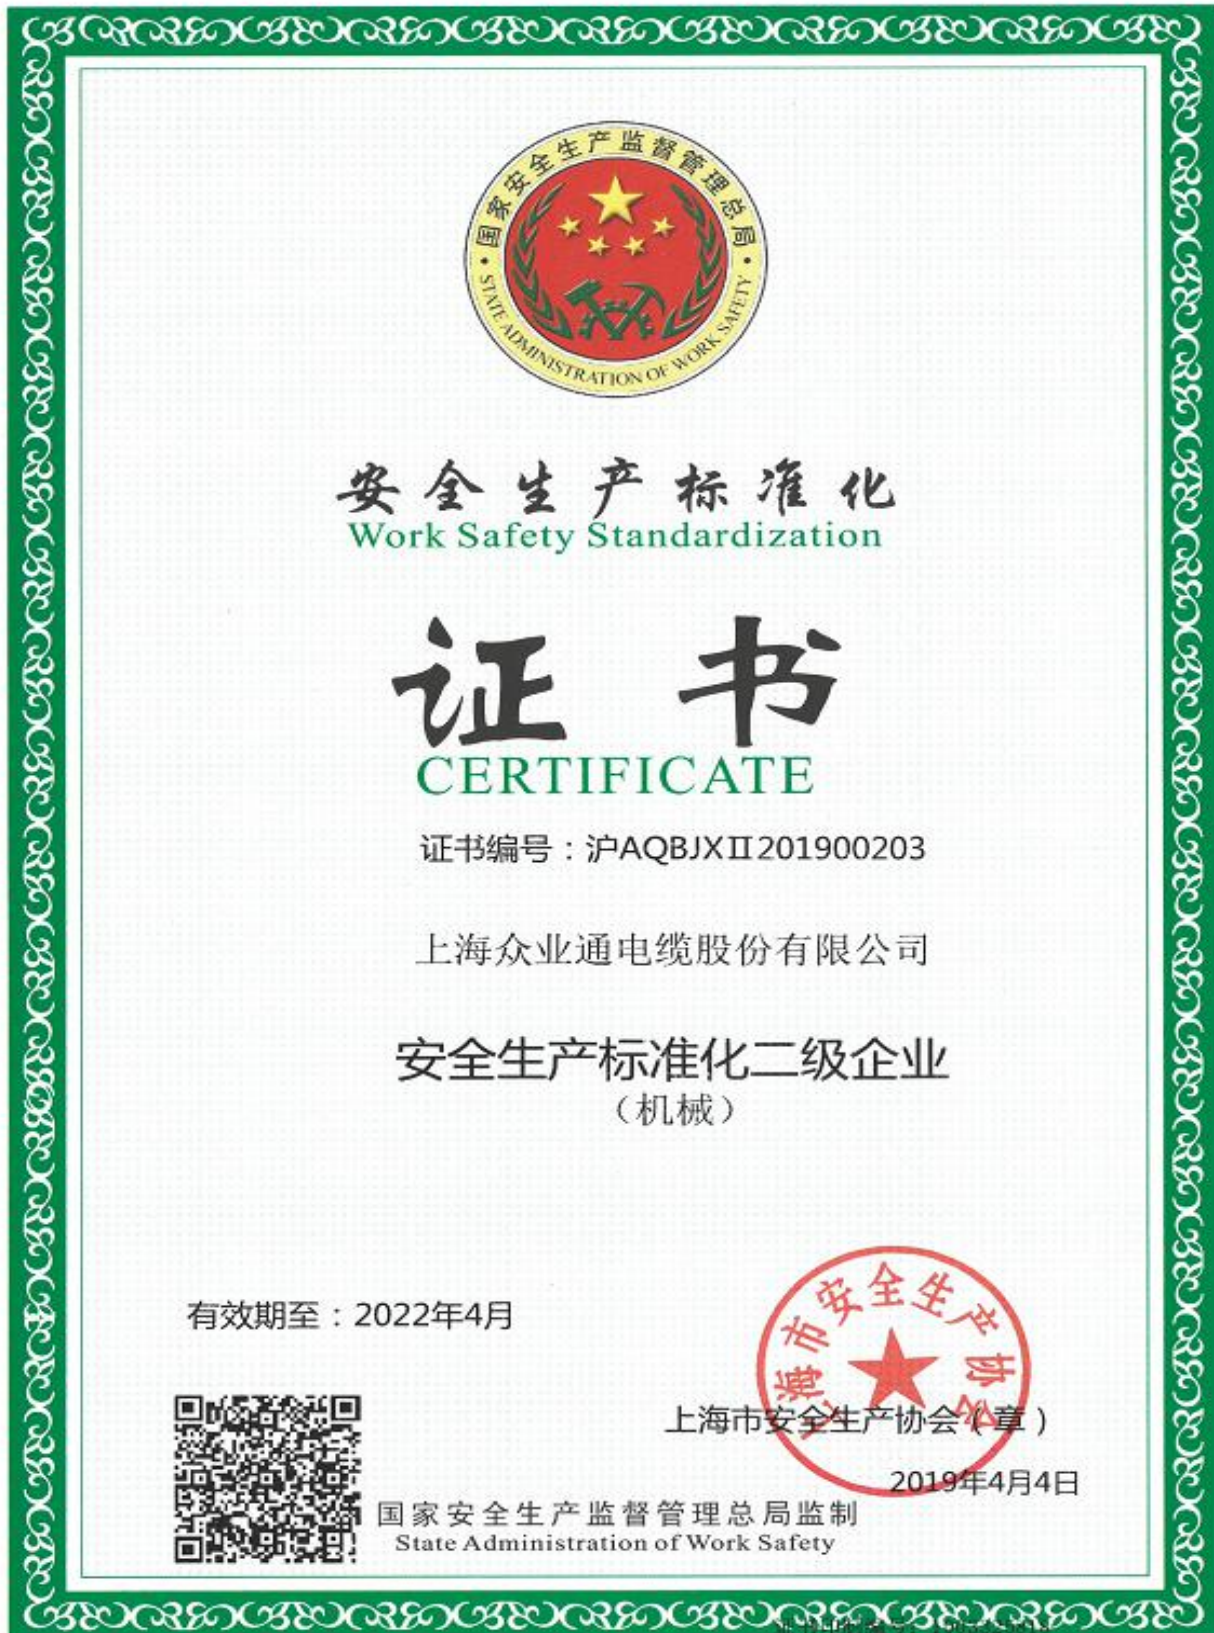 国家安全生产监督管理总局
STATE ADMINISTRATION OF WORK SAFETY
安全生产标准化
Work Safety Standardization
证书
CERTIFICATE
证书编号：沪AQBJXⅡ201900203
上海众业通电缆股份有限公司
安全生产标准化二级企业
（机械）
有效期至：2022年4月
上海市安全生产协会
上海市安全生产协会（章）
2019年4月4日
国家安全生产监督管理总局监制
State Administration of Work Safety
证书印制编号：